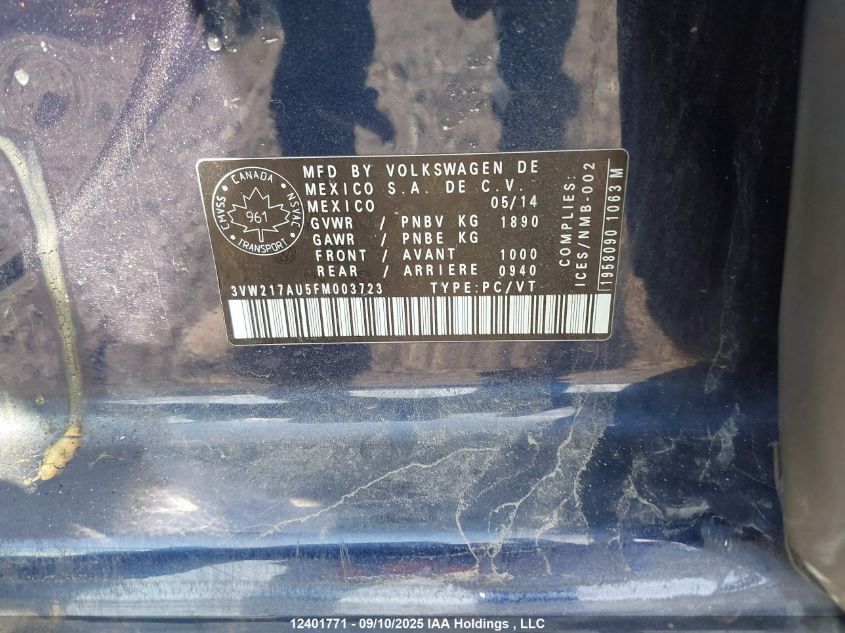 CANADA
CMVSS
NSVAC
961
TRANSPORT
MFD BY VOLKSWAGEN DE
MEXICO S.A. DE C.V.
MEXICO 05/14
GVWR / PNBV KG 1890
GAWR / PNBE KG
FRONT / AVANT 1000
REAR / ARRIERE 0940
3VW217AU5FM003723 TYPE:PC/VT
COMPLIES:
ICES/NMB-002
1958090 1063 M
12401771 - 09/10/2025 IAA Holdings , LLC